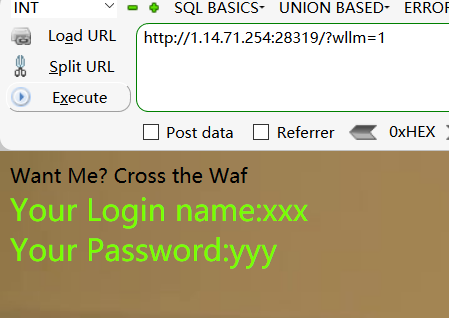 INT SQL BASICS UNION BASED ERROR
Load URL http://1.14.71.254:28319/?wllm=1
Split URL
Execute
Post data Referrer 0xHEX
Want Me? Cross the Waf
Your Login name:xxx
Your Password:yyy